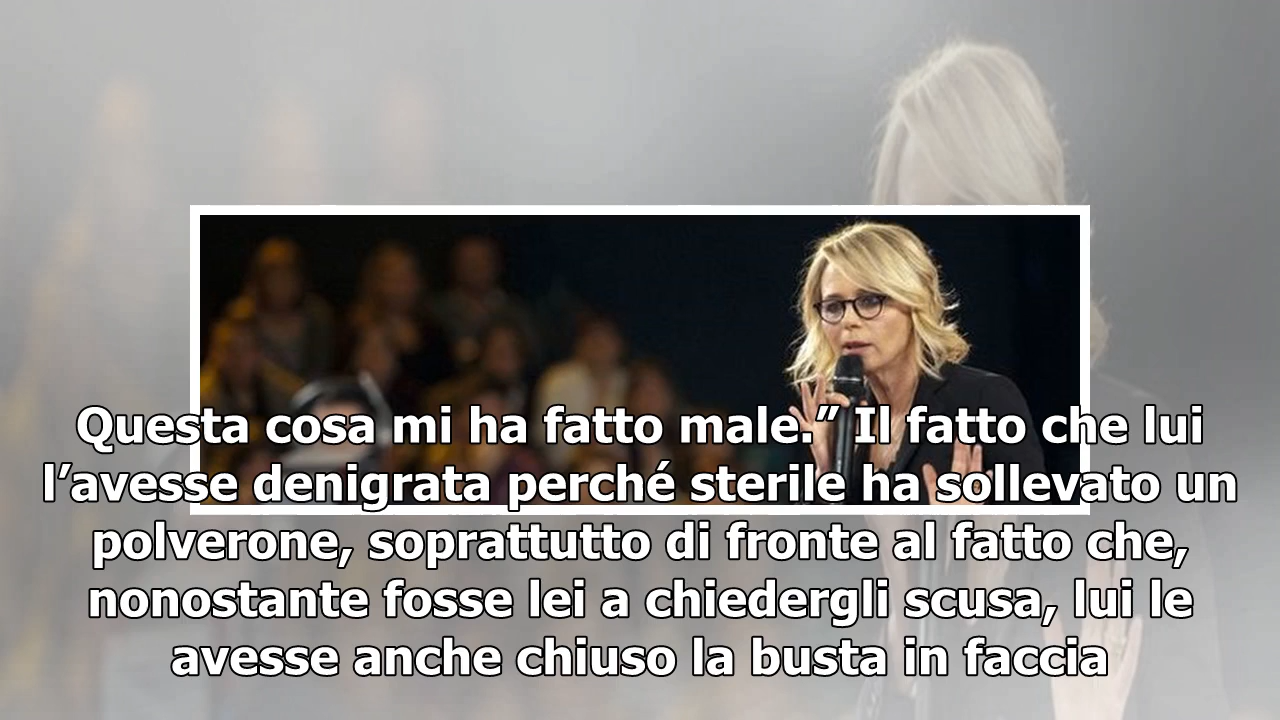 Questa cosa mi ha fatto male.” Il fatto che lui
l’avesse denigrata perché sterile ha sollevato un
polverone, soprattutto di fronte al fatto che,
nonostante fosse lei a chiedergli scusa, lui le
avesse anche chiuso la busta in faccia